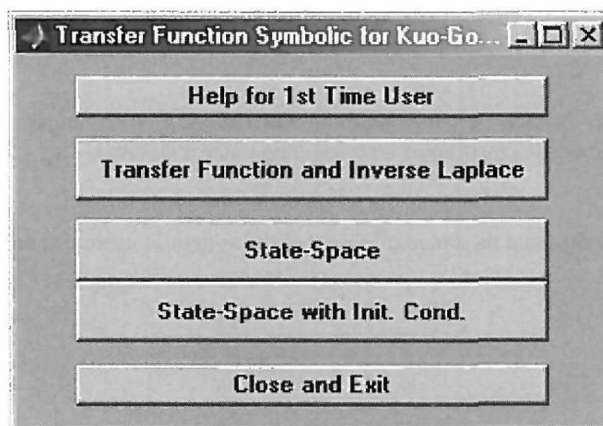 Transfer Function Symbolic for Kuo-Go...
Help for 1st Time User
Transfer Function and Inverse Laplace
State-Space
State-Space with Init. Cond.
Close and Exit